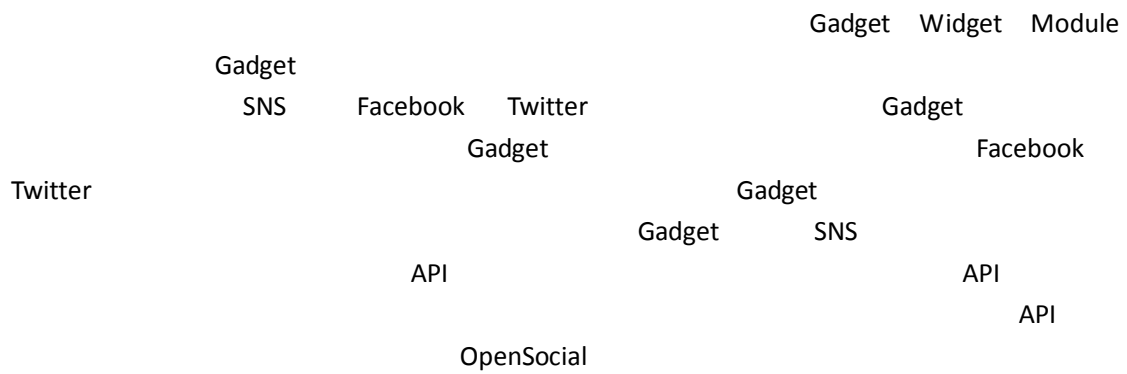 Gadget Widget Module
Gadget
SNS Facebook Twitter Gadget
Gadget Facebook
Twitter Gadget
Gadget SNS
API API
API
OpenSocial